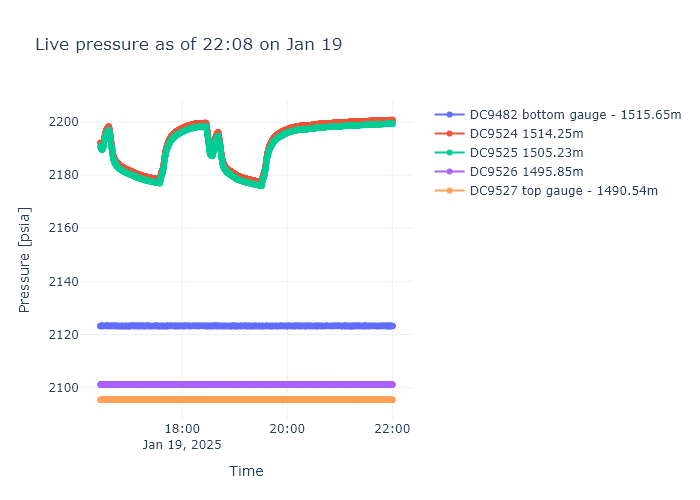 Live pressure as of 22:08 on Jan 19
DC9482 bottom gauge - 1515.65m
DC9524 1514.25m
DC9525 1505.23m
DC9526 1495.85m
DC9527 top gauge - 1490.54m
Pressure [psia]
2200
2180
2160
2140
2120
2100
18:00
Jan 19, 2025
20:00
22:00
Time